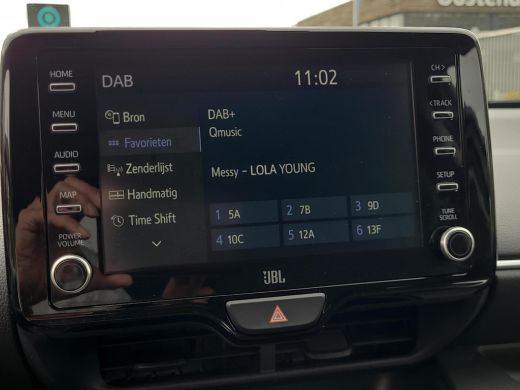 Oostend
HOME
MENU
AUDIO
MAP
POWER
VOLUME
DAB
11:02
Bron
Favorieten
Zenderlijst
Handmatig
Time Shift
DAB+
Qmusic
Messy - LOLA YOUNG
1 5A
2 7B
3 9D
4 10C
5 12A
6 13F
CH >
< TRACK
PHONE
SETUP
TUNE
SCROLL
JBL